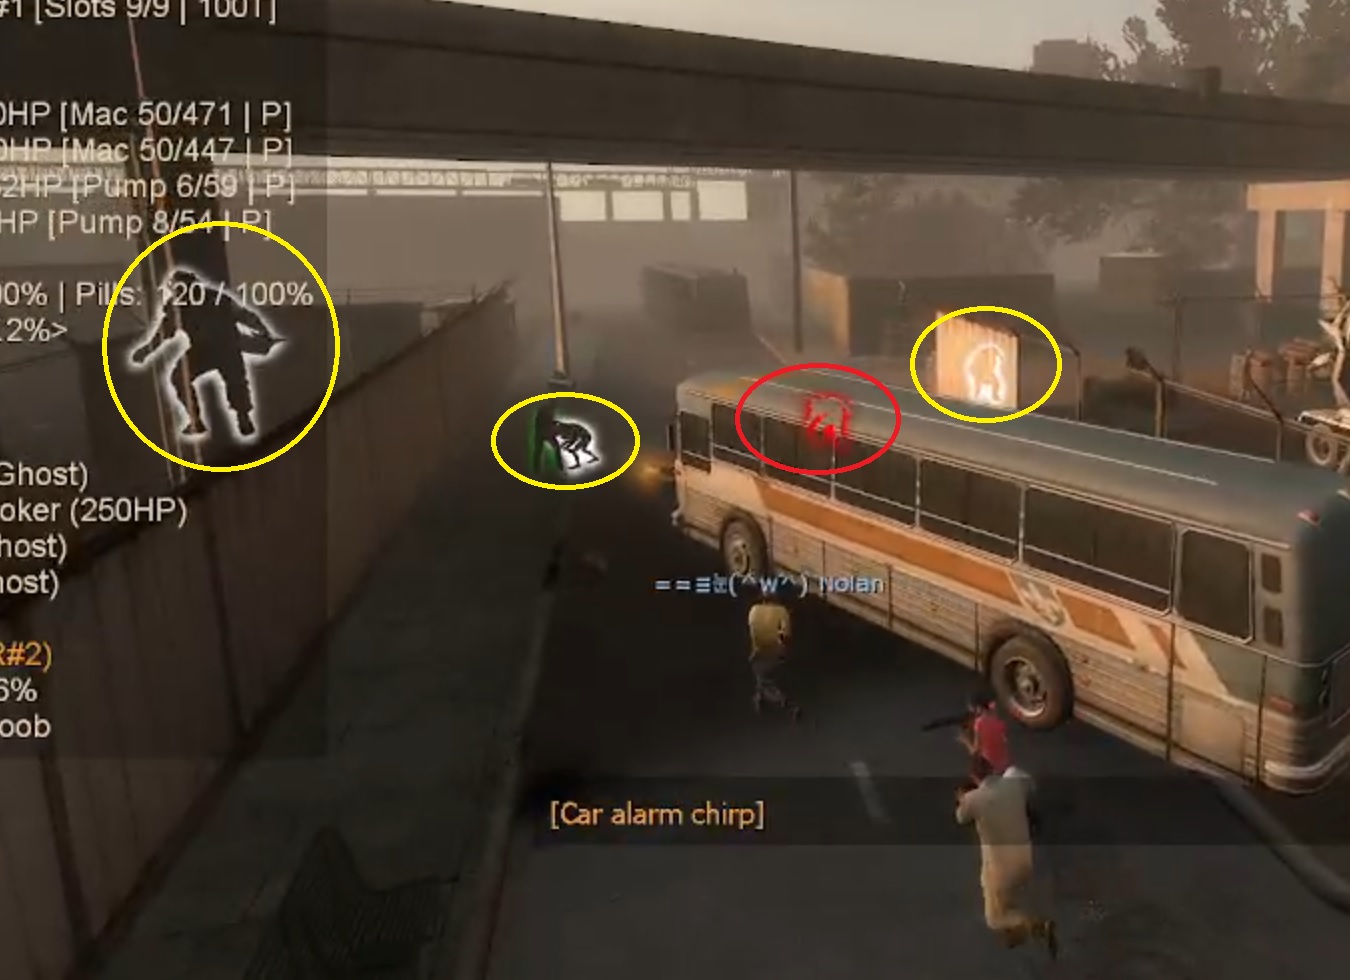 #1 [Slots 9/9 | 100T]
0HP [Mac 50/471 | P]
0HP [Mac 50/447 | P]
2HP [Pump 6/59 | P]
HP [Pump 8/54 | P]
00% | Pills: 120 / 100%
.2%>
Ghost)
oker (250HP)
host)
host)
R#2)
6%
oob
(^w^) Nolan
[Car alarm chirp]